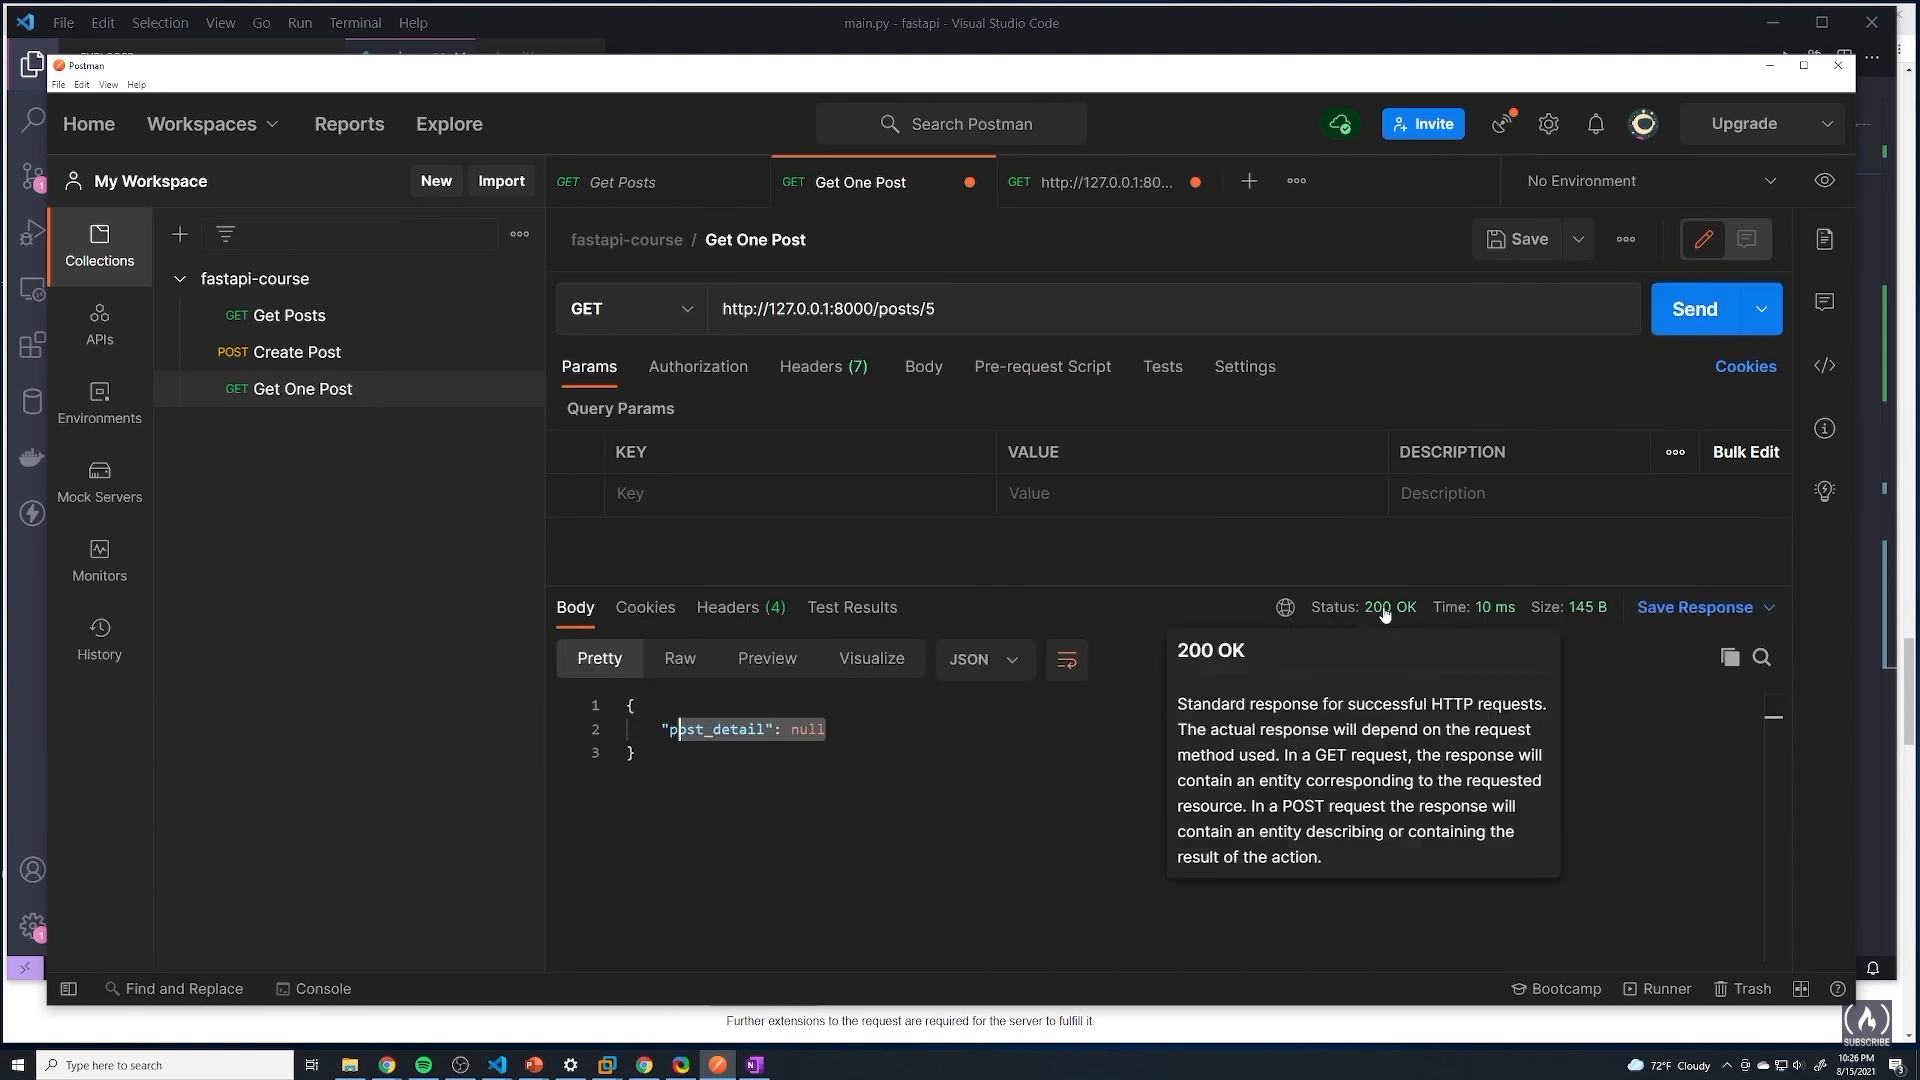 File Edit Selection View Go Run Terminal Help
main.py - fastapi - Visual Studio Code
Postman
File Edit View Help
Home Workspaces Reports Explore
Search Postman
Invite
Upgrade
My Workspace
New Import
GET Get Posts
GET Get One Post
GET http://127.0.0.1:80...
No Environment
Collections
APIs
Environments
Mock Servers
Monitors
History
fastapi-course
GET Get Posts
POST Create Post
GET Get One Post
fastapi-course / Get One Post
Save
GET http://127.0.0.1:8000/posts/5
Send
Params Authorization Headers (7) Body Pre-request Script Tests Settings
Cookies
Query Params
KEY VALUE DESCRIPTION
Bulk Edit
Key Value Description
Body Cookies Headers (4) Test Results
Status: 200 OK Time: 10 ms Size: 145 B
Save Response
Pretty Raw Preview Visualize JSON
1 {
2 "post_detail": null
3 }
200 OK
Standard response for successful HTTP requests.
The actual response will depend on the request
method used. In a GET request, the response will
contain an entity corresponding to the requested
resource. In a POST request the response will
contain an entity describing or containing the
result of the action.
1
1
Find and Replace Console
Bootcamp Runner Trash
Further extensions to the request are required for the server to fulfill it.
SUBSCRIBE
Type here to search
72°F Cloudy
10:26 PM
8/15/2021
3